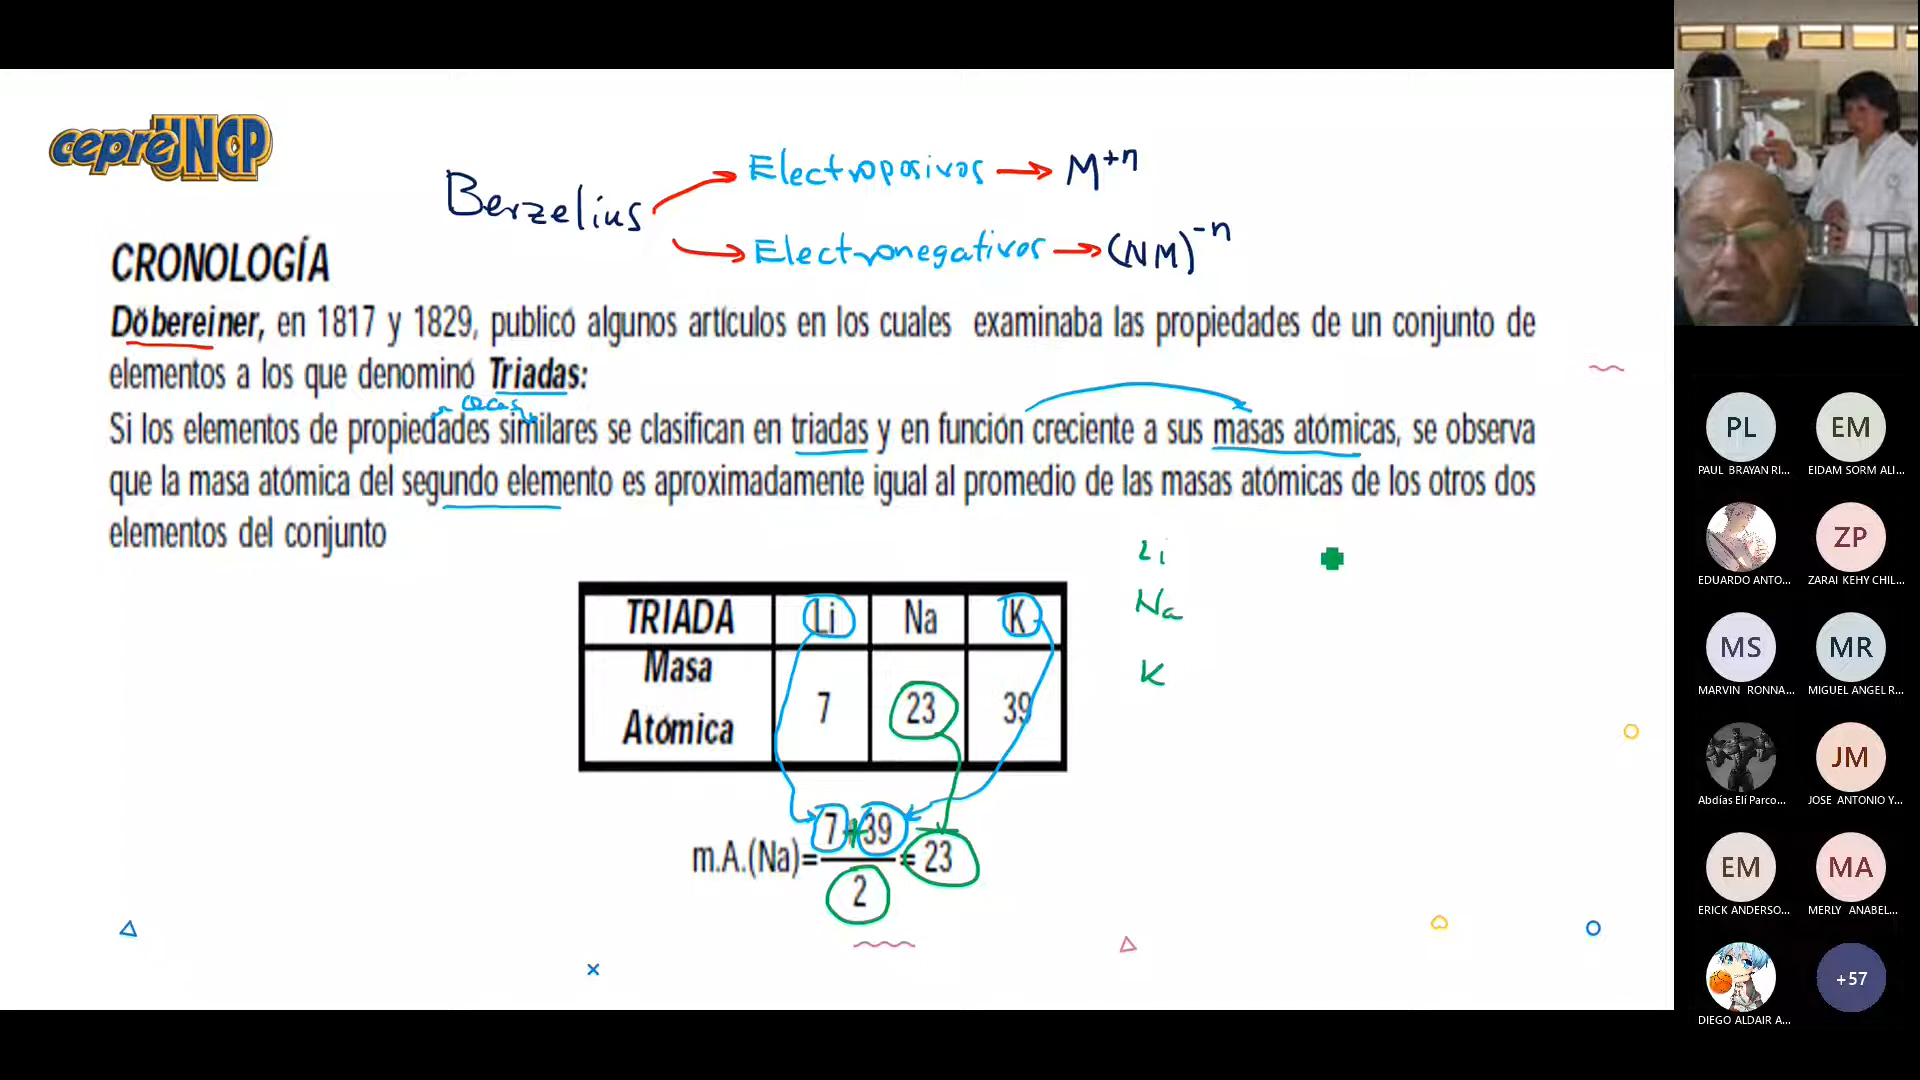 cepreUNCP
Berzelius
Electroposivos → M+n
Electronegativos → (NM)-n
CRONOLOGÍA
Döbereiner, en 1817 y 1829, publicó algunos artículos en los cuales examinaba las propiedades de un conjunto de
elementos a los que denominó Triadas:
Si los elementos de propiedades similares se clasifican en triadas y en función creciente a sus masas atómicas, se observa
que la masa atómica del segundo elemento es aproximadamente igual al promedio de las masas atómicas de los otros dos
elementos del conjunto
Li
Na
K
TRIADA Li Na K
Masa Atómica 7 23 39
m.A.(Na)= 7+39 / 2 = 23
PL EM
PAUL BRAYAN RI... EIDAM SORM ALI...
ZP
EDUARDO ANTO... ZARAI KEHY CHIL...
MS MR
MARVIN RONNA... MIGUEL ANGEL R...
JM
Abdías Elí Parco... JOSE ANTONIO Y...
EM MA
ERICK ANDERSO... MERLY ANABEL...
+57
DIEGO ALDAIR A...